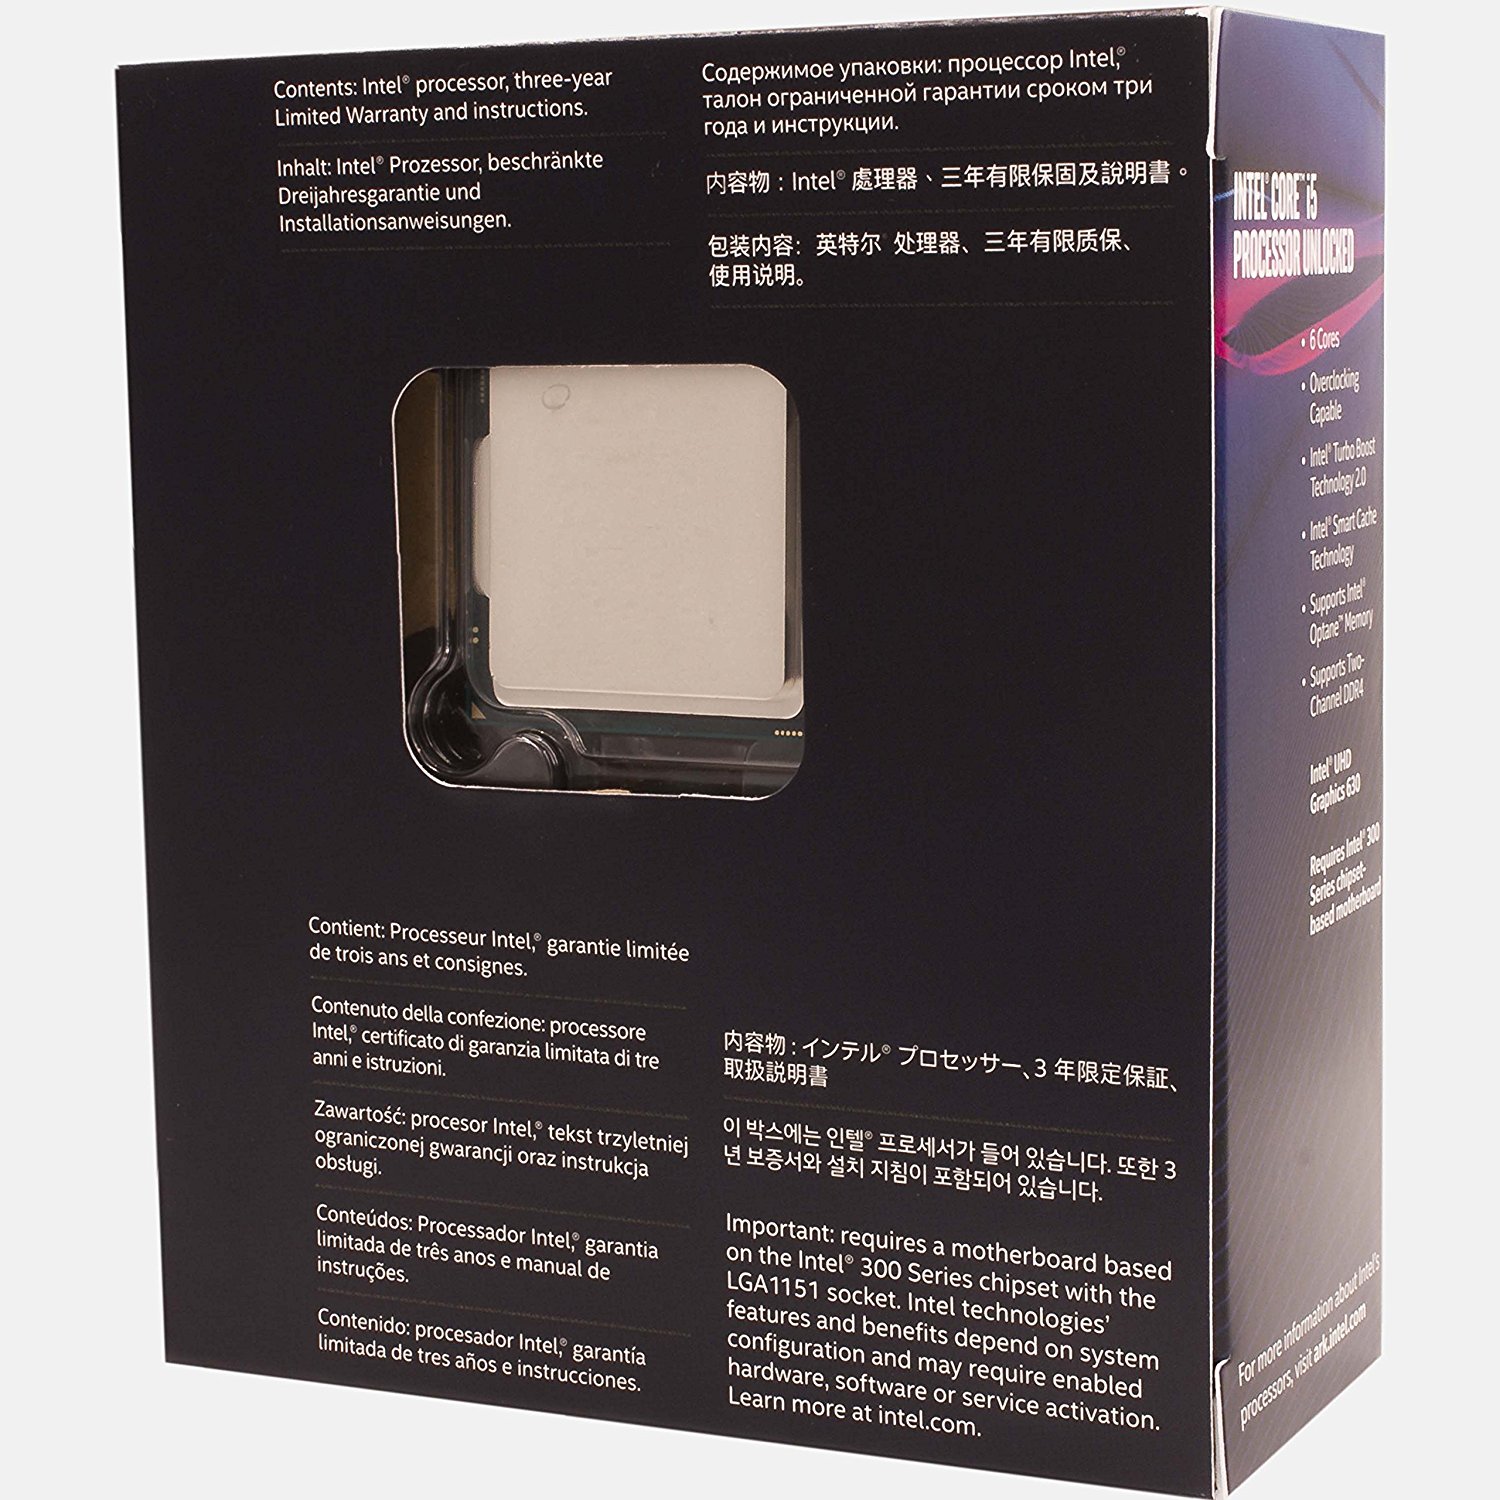 Contents: Intel® processor, three-year
Limited Warranty and instructions.
Inhalt: Intel® Prozessor, beschränkte
Dreijahresgarantie und
Installationsanweisungen.
Содержимое упаковки: процессор Intel,®
талон ограниченной гарантии сроком три
года и инструкции.
内容物：Intel® 處理器、三年有限保固及說明書。
包装内容：英特尔® 处理器、三年有限质保、
使用说明。
Contient: Processeur Intel,® garantie limitée
de trois ans et consignes.
Contenuto della confezione: processore
Intel,® certificato di garanzia limitata di tre
anni e istruzioni.
Zawartość: procesor Intel,® tekst trzyletniej
ograniczonej gwarancji oraz instrukcja
obsługi.
Conteúdos: Processador Intel,® garantia
limitada de três anos e manual de
instruções.
Contenido: procesador Intel,® garantía
limitada de tres años e instrucciones.
内容物 : インテル® プロセッサー、3 年限定保証、
取扱説明書
이 박스에는 인텔® 프로세서가 들어 있습니다. 또한 3
년 보증서와 설치 지침이 포함되어 있습니다.
Important: requires a motherboard based
on the Intel® 300 Series chipset with the
LGA1151 socket. Intel technologies’
features and benefits depend on system
configuration and may require enabled
hardware, software or service activation.
Learn more at intel.com.
INTEL® CORE™ i5
PROCESSOR UNLOCKED
• 6 Cores
• Overclocking
Capable
• Intel® Turbo Boost
Technology 2.0
• Intel® Smart Cache
Technology
• Supports Intel®
Optane™ Memory
• Supports Two-
Channel DDR4
Intel® UHD
Graphics 630
Requires Intel® 300
Series chipset-
based motherboard
For more information about Intel's
processors, visit ark.intel.com